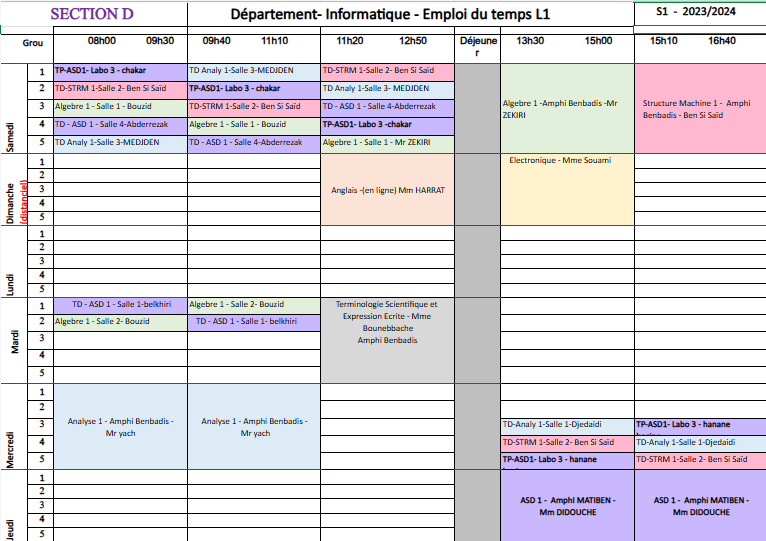 SECTION D
Département- Informatique - Emploi du temps L1
S1 - 2023/2024
Grou
08h00 09h30
09h40 11h10
11h20 12h50
Déjeune
r
13h30 15h00
15h10 16h40
Samedi
1
TP-ASD1- Labo 3 - chakar
TD Analy 1-Salle 3-MEDJDEN
TD-STRM 1-Salle 2- Ben Si Saïd
2
TD-STRM 1-Salle 2- Ben Si Saïd
TP-ASD1- Labo 3 - chakar
TD Analy 1-Salle 3- MEDJDEN
3
Algebre 1 - Salle 1 - Bouzid
TD-STRM 1-Salle 2- Ben Si Saïd
TD - ASD 1 - Salle 4-Abderrezak
4
TD - ASD 1 - Salle 4-Abderrezak
Algebre 1 - Salle 1 - Bouzid
TP-ASD1- Labo 3 -chakar
5
TD Analy 1-Salle 3-MEDJDEN
TD - ASD 1 - Salle 4-Abderrezak
Algebre 1 - Salle 1 - Mr ZEKIRI
Algebre 1 -Amphi Benbadis -Mr
ZEKIRI
Structure Machine 1 - Amphi
Benbadis - Ben Si Saïd
Dimanche
(distanciel)
1
2
3
4
5
Anglais -(en ligne) Mm HARRAT
Electronique - Mme Souami
Lundi
1
2
3
4
5
Mardi
1
TD - ASD 1 - Salle 1-belkhiri
Algebre 1 - Salle 2- Bouzid
2
Algebre 1 - Salle 2- Bouzid
TD - ASD 1 - Salle 1- belkhiri
3
4
5
Terminologie Scientifique et
Expression Ecrite - Mme
Bounebbache
Amphi Benbadis
Mercredi
1
2
3
4
5
Analyse 1 - Amphi Benbadis -
Mr yach
Analyse 1 - Amphi Benbadis -
Mr yach
TD-Analy 1-Salle 1-Djedaidi
TP-ASD1- Labo 3 - hanane
TD-STRM 1-Salle 2- Ben Si Saïd
TD-Analy 1-Salle 1-Djedaidi
TP-ASD1- Labo 3 - hanane
TD-STRM 1-Salle 2- Ben Si Saïd
Jeudi
1
2
3
4
5
ASD 1 - Amphi MATIBEN -
Mm DIDOUCHE
ASD 1 - Amphi MATIBEN -
Mm DIDOUCHE